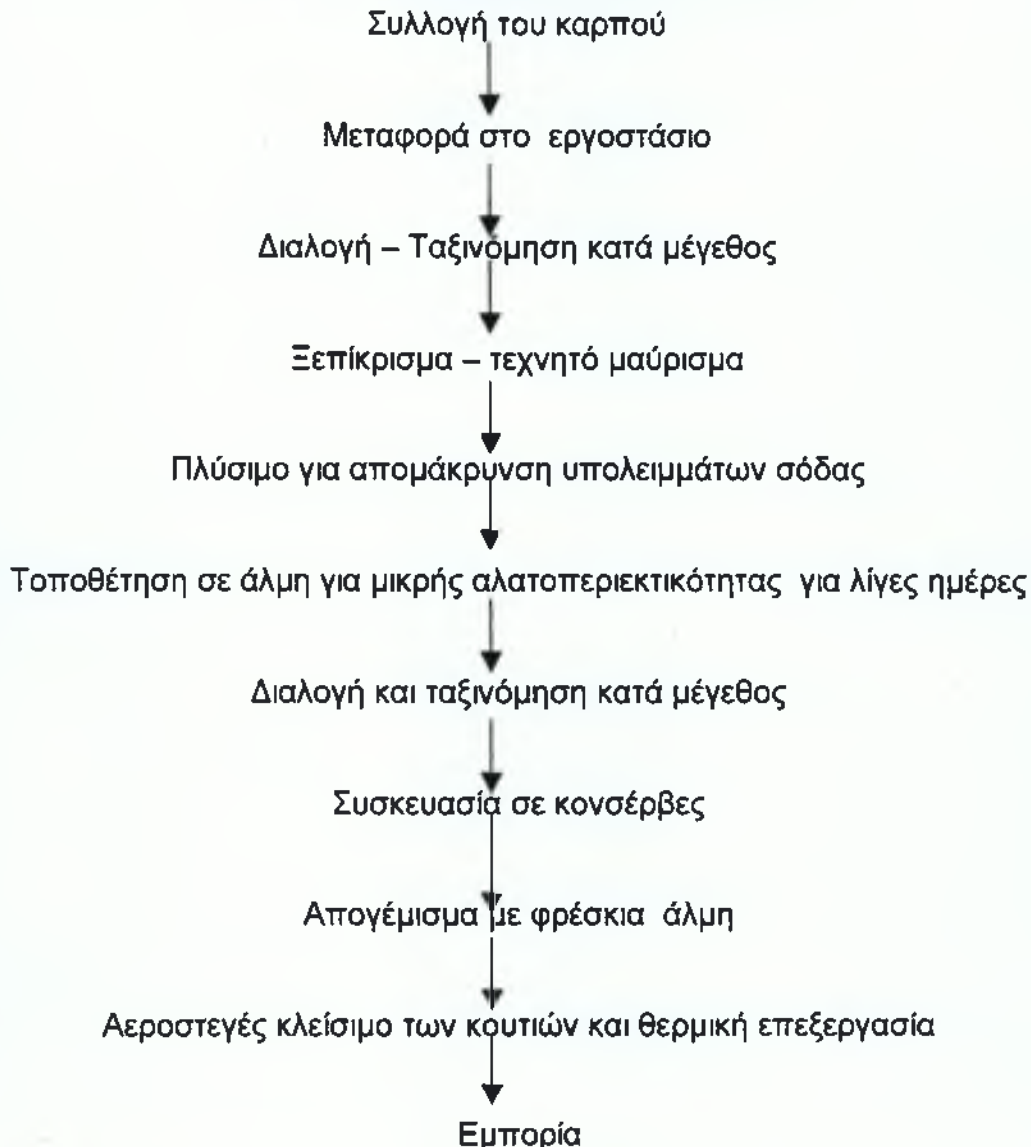 Συλλογή του καρπού
Μεταφορά στο εργοστάσιο
Διαλογή – Ταξινόμηση κατά μέγεθος
Ξεπίκρισμα – τεχνητό μαύρισμα
Πλύσιμο για απομάκρυνση υπολειμμάτων σόδας
Τοποθέτηση σε άλμη για μικρής αλατοπεριεκτικότητας για λίγες ημέρες
Διαλογή και ταξινόμηση κατά μέγεθος
Συσκευασία σε κονσέρβες
Απογέμισμα με φρέσκια άλμη
Αεροστεγές κλείσιμο των κουτιών και θερμική επεξεργασία
Εμπορία